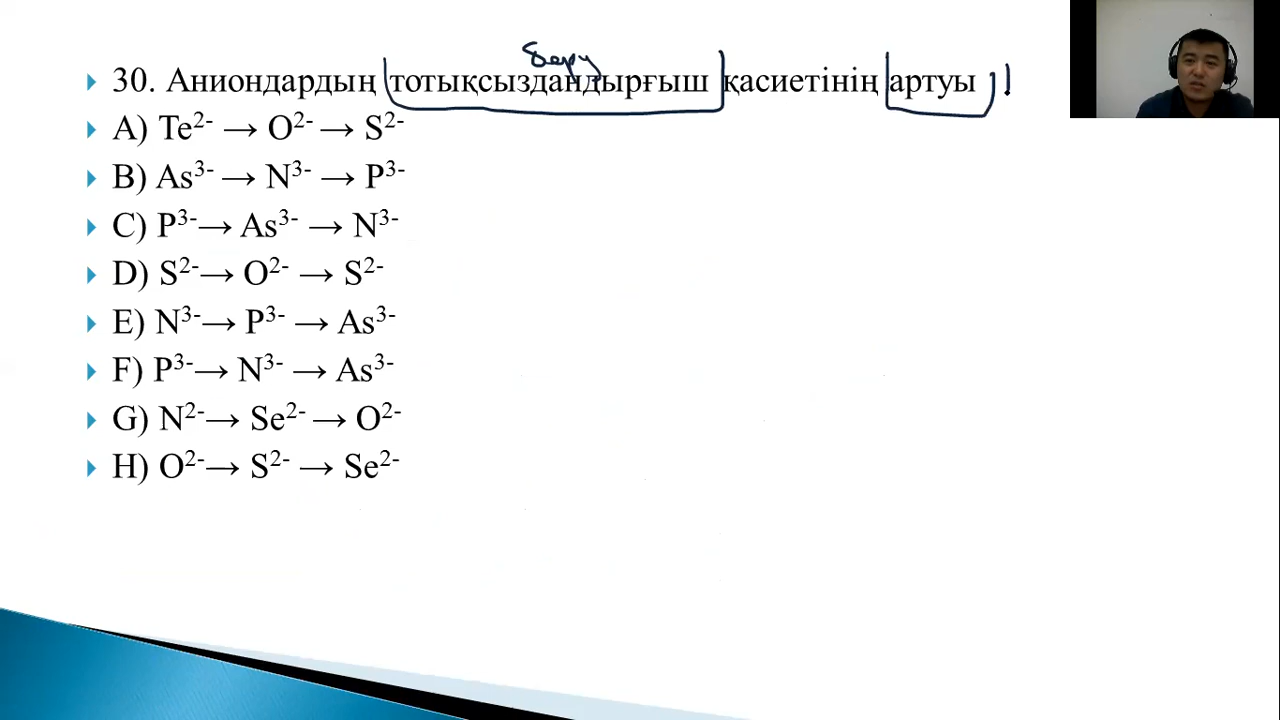 беру
30. Аниондардың тотықсыздандырғыш қасиетінің артуы
A) Te²⁻ → O²⁻ → S²⁻
B) As³⁻ → N³⁻ → P³⁻
C) P³⁻→ As³⁻ → N³⁻
D) S²⁻→ O²⁻ → S²⁻
E) N³⁻→ P³⁻ → As³⁻
F) P³⁻→ N³⁻ → As³⁻
G) N²⁻→ Se²⁻ → O²⁻
H) O²⁻→ S²⁻ → Se²⁻